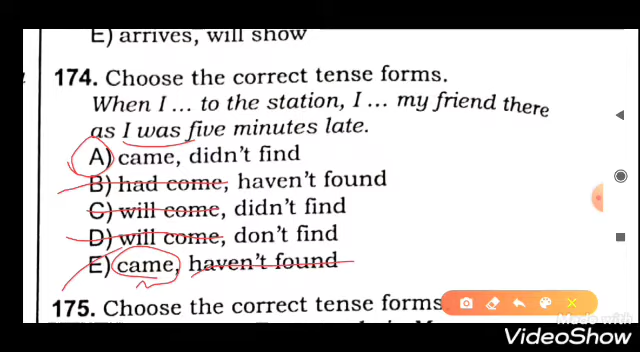 E) arrives, will show
174. Choose the correct tense forms.
When I ... to the station, I ... my friend there
as I was five minutes late.
A) came, didn't find
B) had come, haven't found
C) will come, didn't find
D) will come, don't find
E) came, haven't found
175. Choose the correct tense forms
Made with
VideoShow